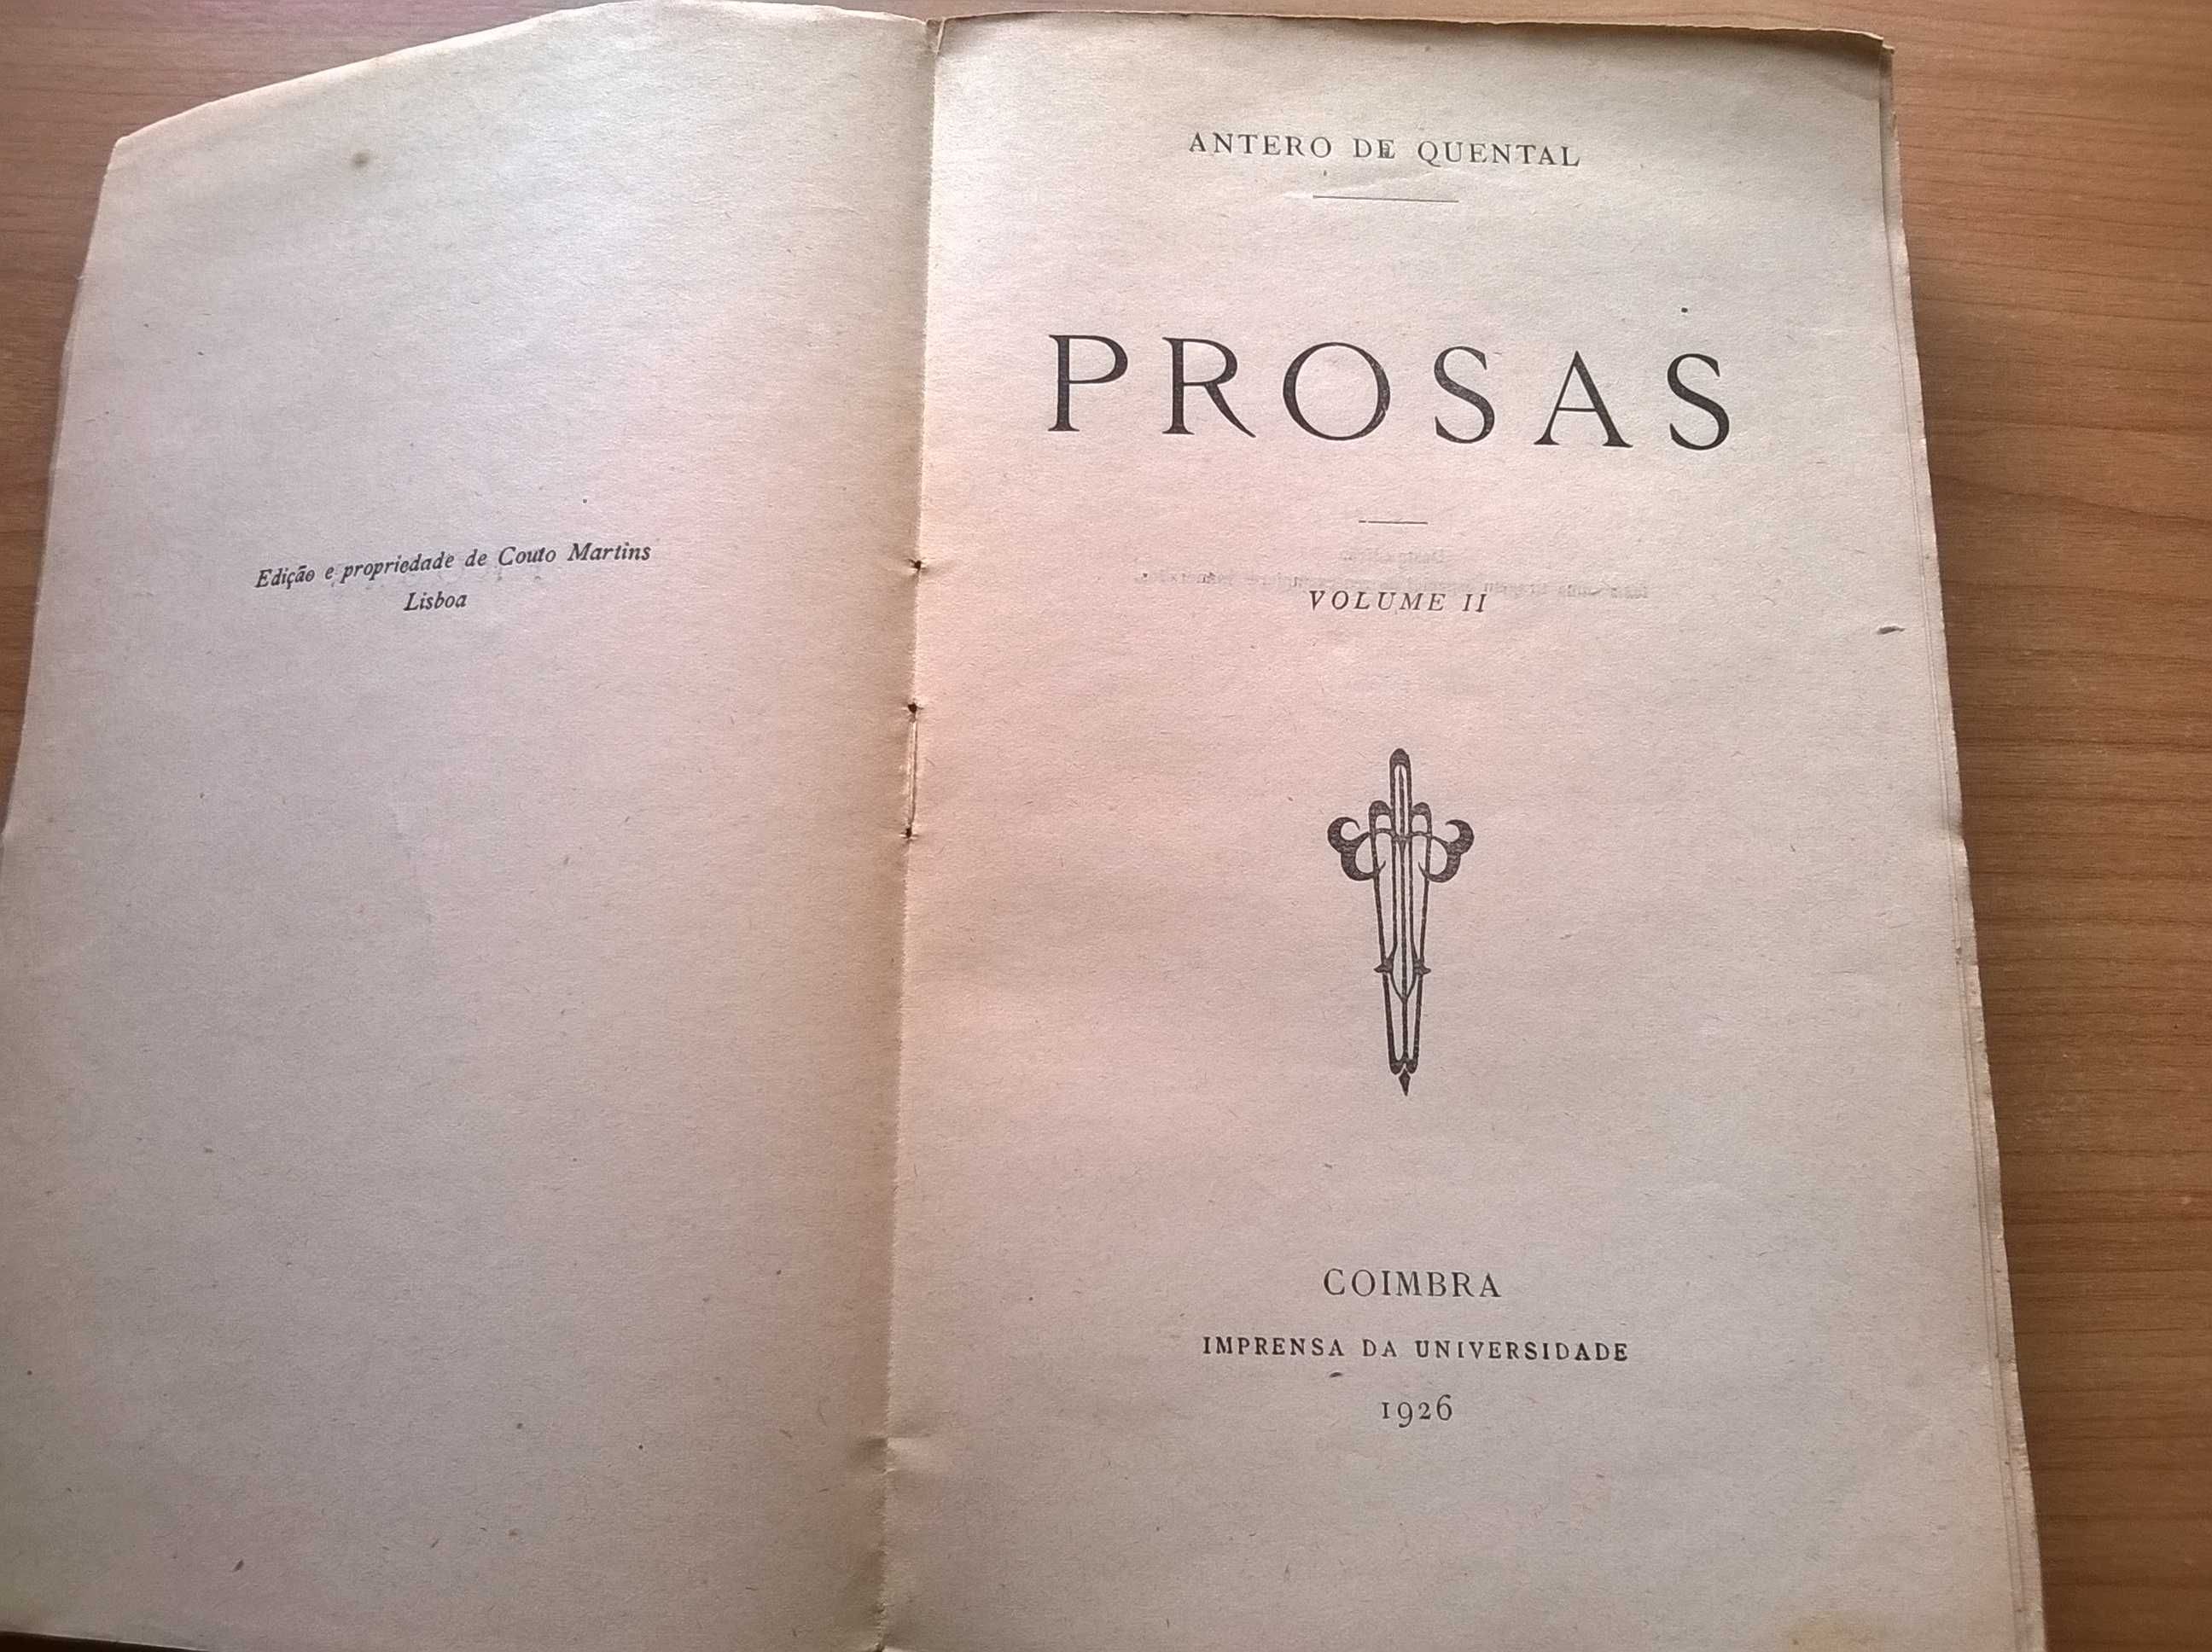 Edição e propriedade de Couto Martins
Lisboa
ANTERO DE QUENTAL
PROSAS
VOLUME II
COIMBRA
IMPRENSA DA UNIVERSIDADE
1926